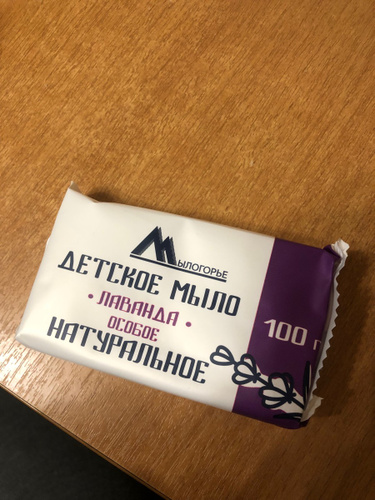 МЫЛОГОРЬЕ
ДЕТСКОЕ МЫЛО
• ЛАВАНДА •
ОСОБОЕ
НАТУРАЛЬНОЕ
100 г